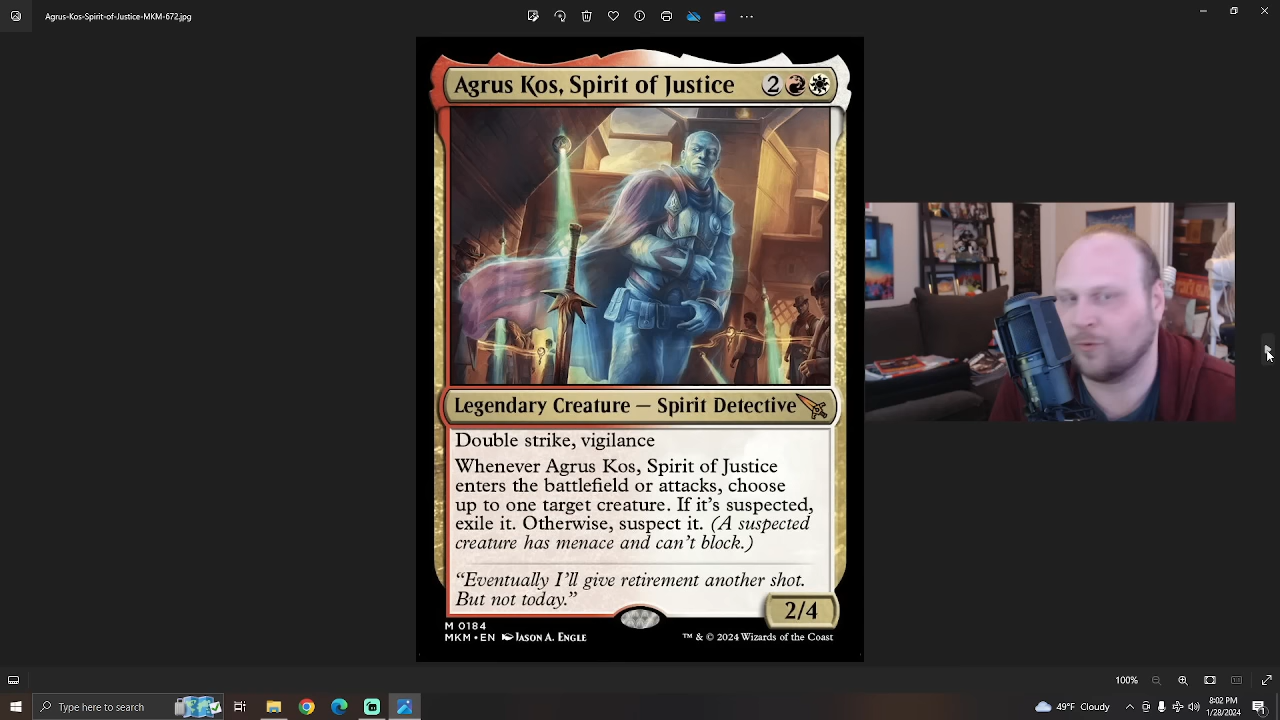 Agrus-Kos-Spirit-of-Justice-MKM-672.jpg
Agrus Kos, Spirit of Justice 2
Legendary Creature — Spirit Detective
Double strike, vigilance
Whenever Agrus Kos, Spirit of Justice
enters the battlefield or attacks, choose
up to one target creature. If it's suspected,
exile it. Otherwise, suspect it. (A suspected
creature has menace and can't block.)
“Eventually I'll give retirement another shot.
But not today.”
2/4
M 0184
MKM • EN JASON A. ENGLE
™ & © 2024 Wizards of the Coast
100%
Type here to search
49°F Cloudy
8:02 PM
1/28/2024